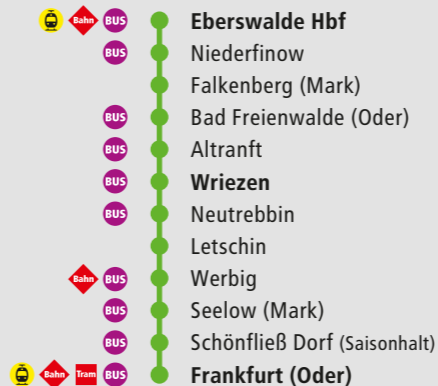 Bahn BUS Eberswalde Hbf
BUS Niederfinow
Falkenberg (Mark)
BUS Bad Freienwalde (Oder)
BUS Altranft
BUS Wriezen
BUS Neutrebbin
Letschin
Bahn BUS Werbig
BUS Seelow (Mark)
BUS Schönfließ Dorf (Saisonhalt)
Bahn Tram BUS Frankfurt (Oder)